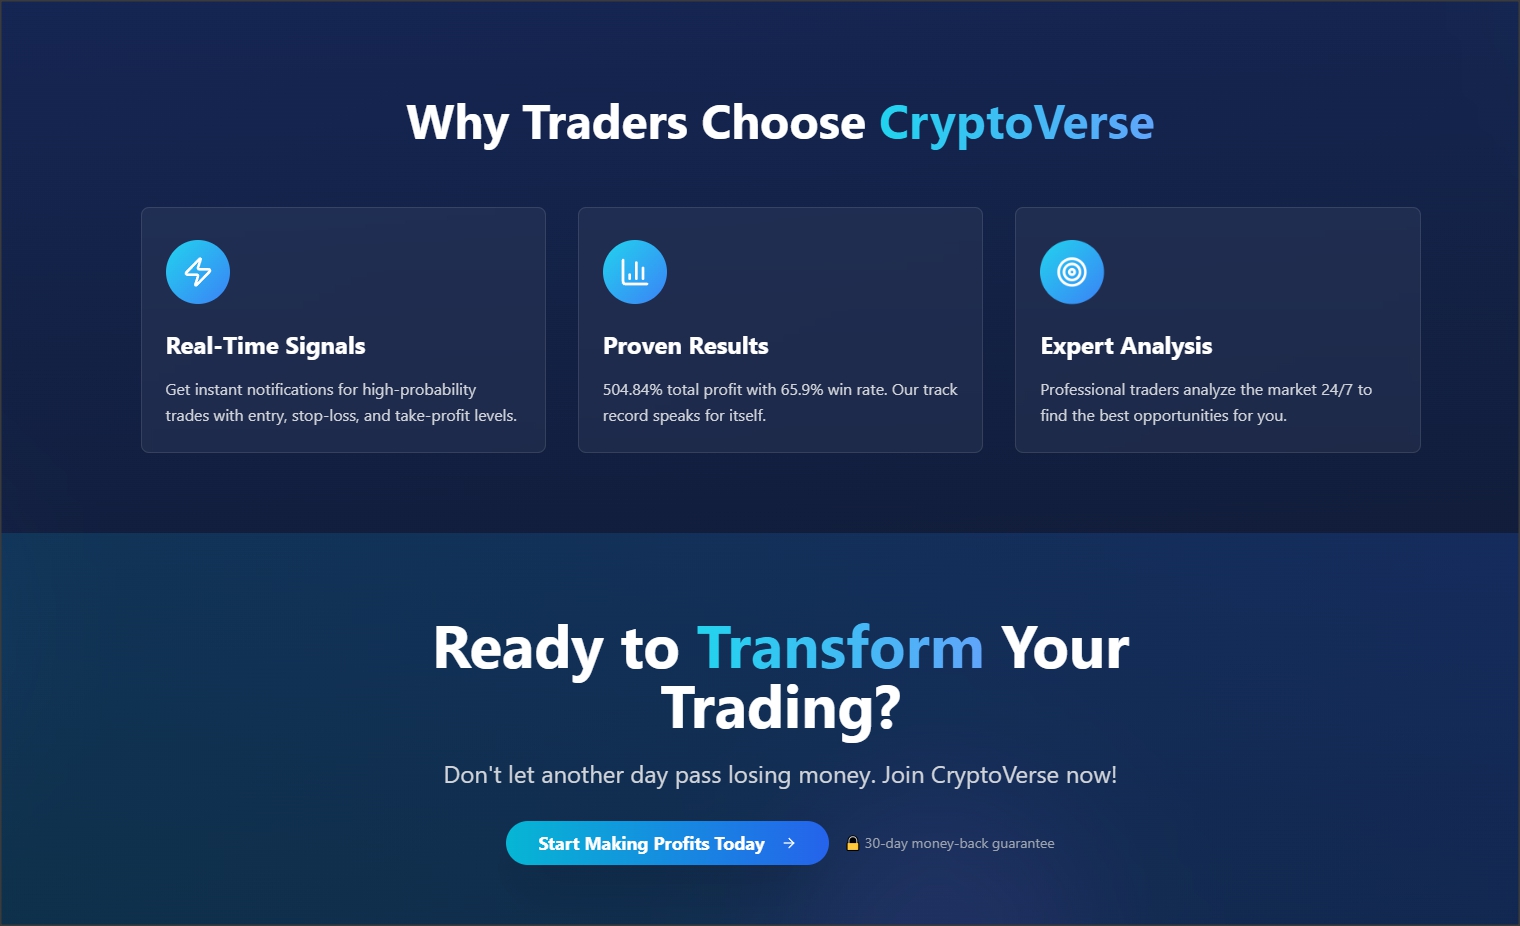 Why Traders Choose CryptoVerse
Real-Time Signals
Get instant notifications for high-probability
trades with entry, stop-loss, and take-profit levels.
Proven Results
504.84% total profit with 65.9% win rate. Our track
record speaks for itself.
Expert Analysis
Professional traders analyze the market 24/7 to
find the best opportunities for you.
Ready to Transform Your
Trading?
Don't let another day pass losing money. Join CryptoVerse now!
Start Making Profits Today →
🔒 30-day money-back guarantee